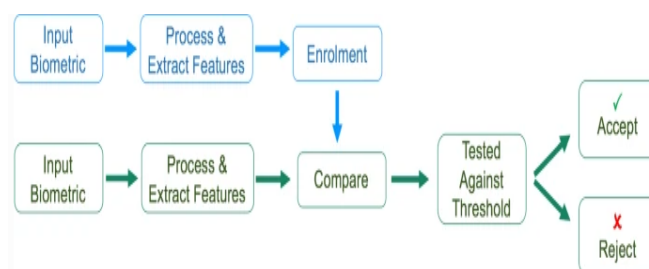 Input
Biometric
Process &
Extract Features
Enrolment
Input
Biometric
Process &
Extract Features
Compare
Tested
Against
Threshold
✓
Accept
✗
Reject